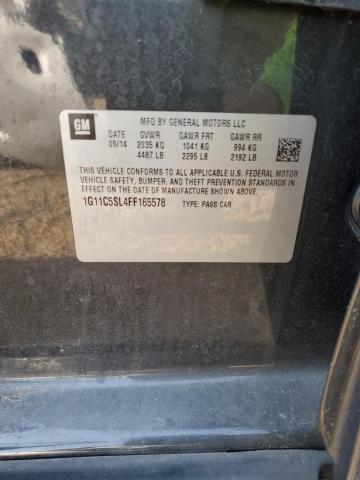 GM
MFD BY GENERAL MOTORS LLC
DATE GVWR GAWR FRT GAWR RR
09/14 2035 KG 1041 KG 994 KG
4487 LB 2295 LB 2192 LB
THIS VEHICLE CONFORMS TO ALL APPLICABLE U.S. FEDERAL MOTOR
VEHICLE SAFETY, BUMPER, AND THEFT PREVENTION STANDARDS IN
EFFECT ON THE DATE OF MANUFACTURE SHOWN ABOVE.
1G11C5SL4FF165578 TYPE: PASS CAR